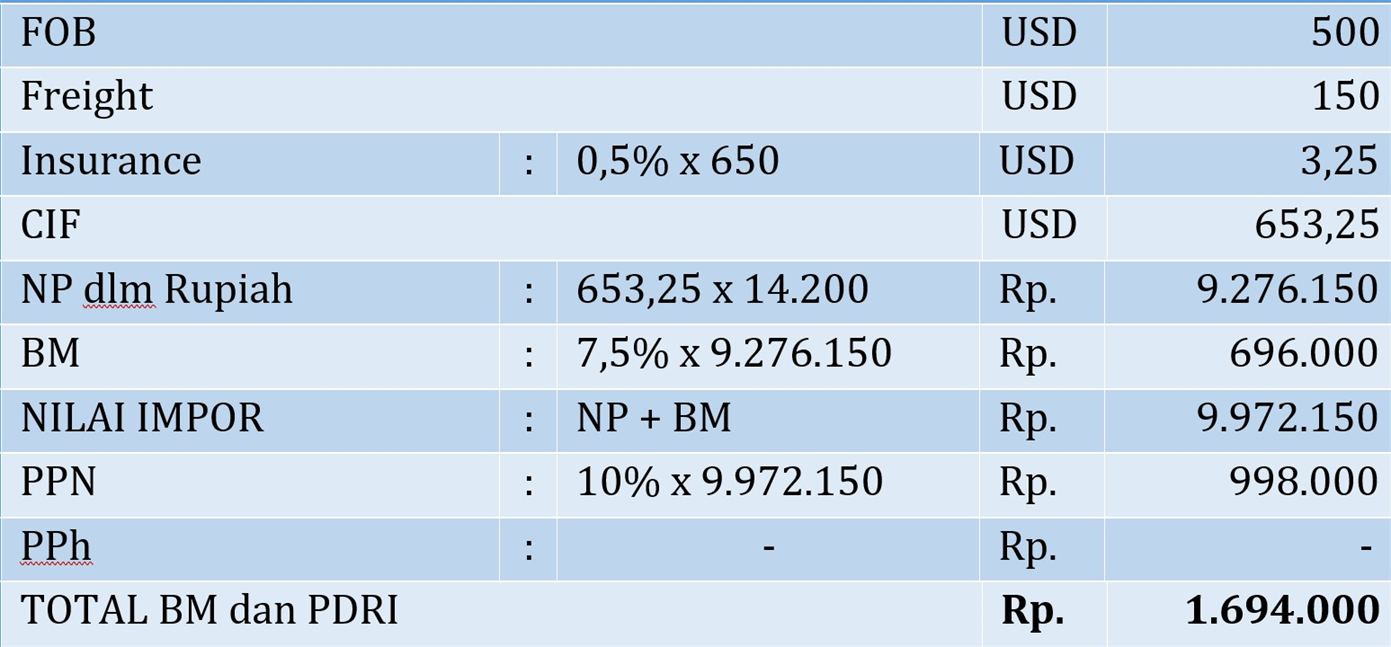 FOB USD 500
Freight USD 150
Insurance : 0,5% x 650 USD 3,25
CIF USD 653,25
NP dlm Rupiah : 653,25 x 14.200 Rp. 9.276.150
BM : 7,5% x 9.276.150 Rp. 696.000
NILAI IMPOR : NP + BM Rp. 9.972.150
PPN : 10% x 9.972.150 Rp. 998.000
PPh : - Rp. -
TOTAL BM dan PDRI Rp. 1.694.000